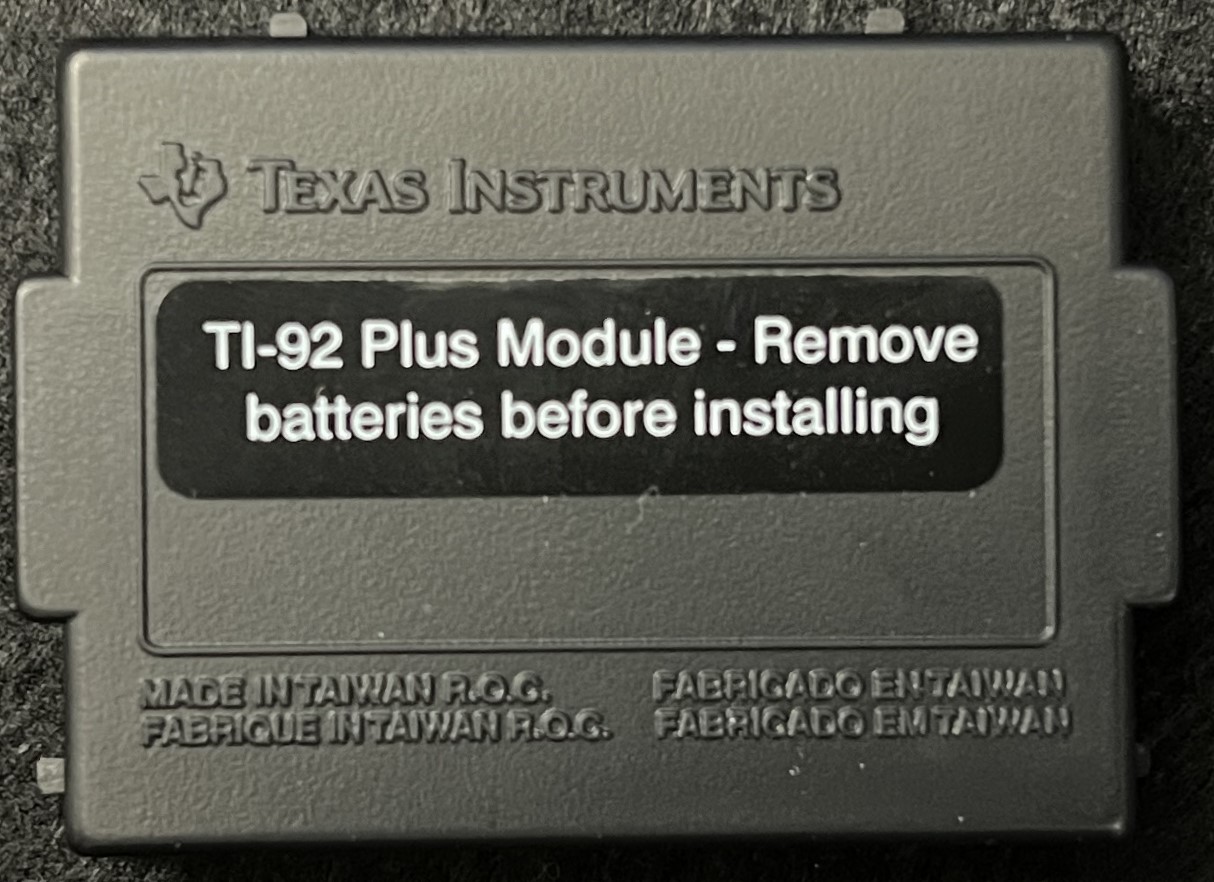 TEXAS INSTRUMENTS
TI-92 Plus Module - Remove
batteries before installing
MADE IN TAIWAN R.O.C.
FABRIQUE IN TAIWAN R.O.C.
FABRICADO EN TAIWAN
FABRICADO EM TAIWAN